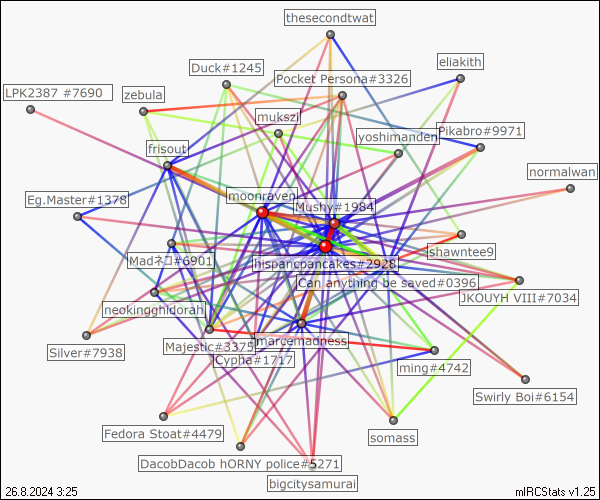 thesecondtwat
eliakith
Duck#1245
Pocket Persona#3326
LPK2387 #7690
zebula
mukszi
Pikabro#9971
yoshimanden
frisout
normalwan
moonraven
Eg.Master#1378
Mushy#1984
shawntee9
Madネコ#6901
hispancpancakes#2928
Can anything be saved#0396
JKOUYH VIII#7034
neokingghidorah
marcemadness
Majestic#3375
Silver#7938
Cypha#1717
ming#4742
Swirly Boi#6154
Fedora Stoat#4479
somass
DacobDacob hORNY police#5271
bigcitysamurai
26.8.2024 3:25
mIRCStats v1.25